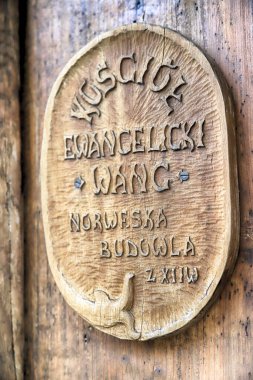 KOŚCIÓŁ
EWANGELICKI
WANG
NORWESKA
BUDOWLA
Z XII W